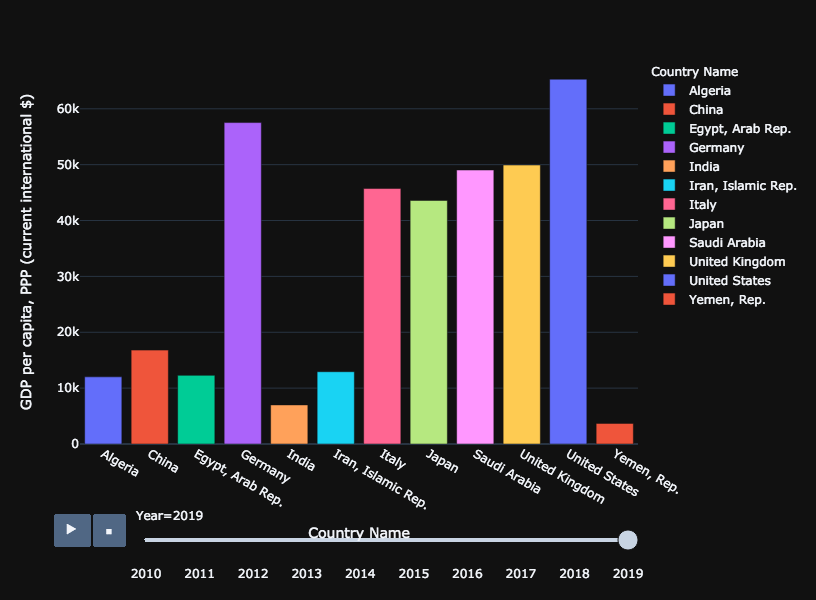 GDP per capita, PPP (current international $)
60k
50k
40k
30k
20k
10k
0
Algeria
China
Egypt, Arab Rep.
Germany
India
Iran, Islamic Rep.
Italy
Japan
Saudi Arabia
United Kingdom
United States
Yemen, Rep.
Country Name
Country Name
Algeria
China
Egypt, Arab Rep.
Germany
India
Iran, Islamic Rep.
Italy
Japan
Saudi Arabia
United Kingdom
United States
Yemen, Rep.
Year=2019
2010 2011 2012 2013 2014 2015 2016 2017 2018 2019